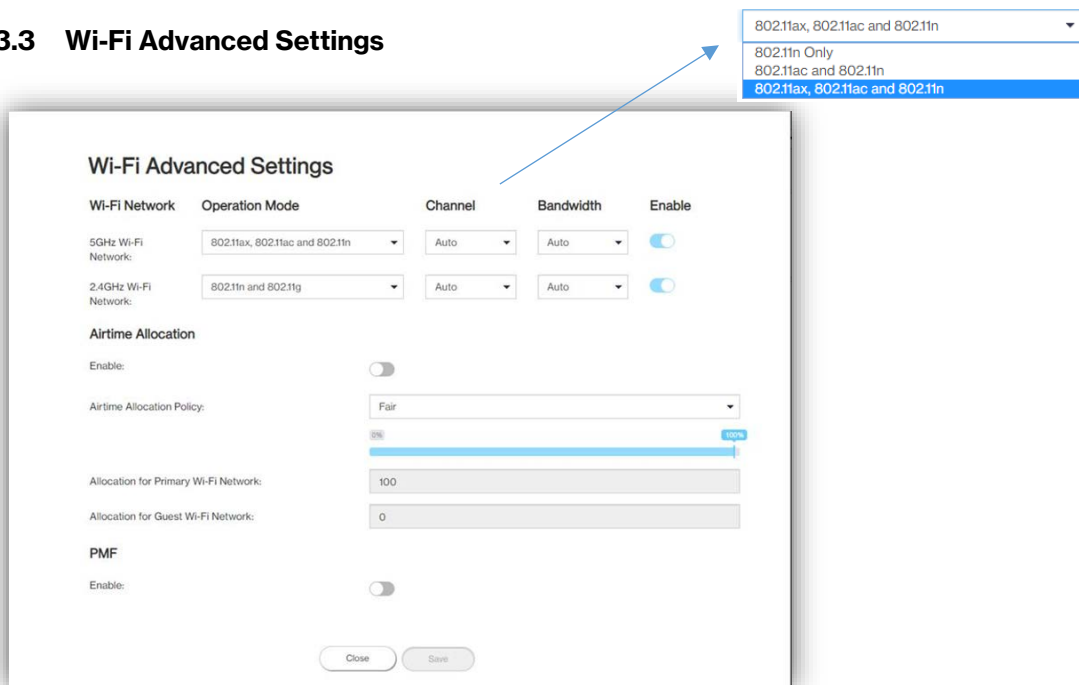 3.3 Wi-Fi Advanced Settings
802.11ax, 802.11ac and 802.11n
802.11n Only
802.11ac and 802.11n
802.11ax, 802.11ac and 802.11n
Wi-Fi Advanced Settings
Wi-Fi Network Operation Mode Channel Bandwidth Enable
5GHz Wi-Fi Network: 802.11ax, 802.11ac and 802.11n Auto Auto
2.4GHz Wi-Fi Network: 802.11n and 802.11g Auto Auto
Airtime Allocation
Enable:
Airtime Allocation Policy: Fair
0% 100%
Allocation for Primary Wi-Fi Network: 100
Allocation for Guest Wi-Fi Network: 0
PMF
Enable:
Close Save